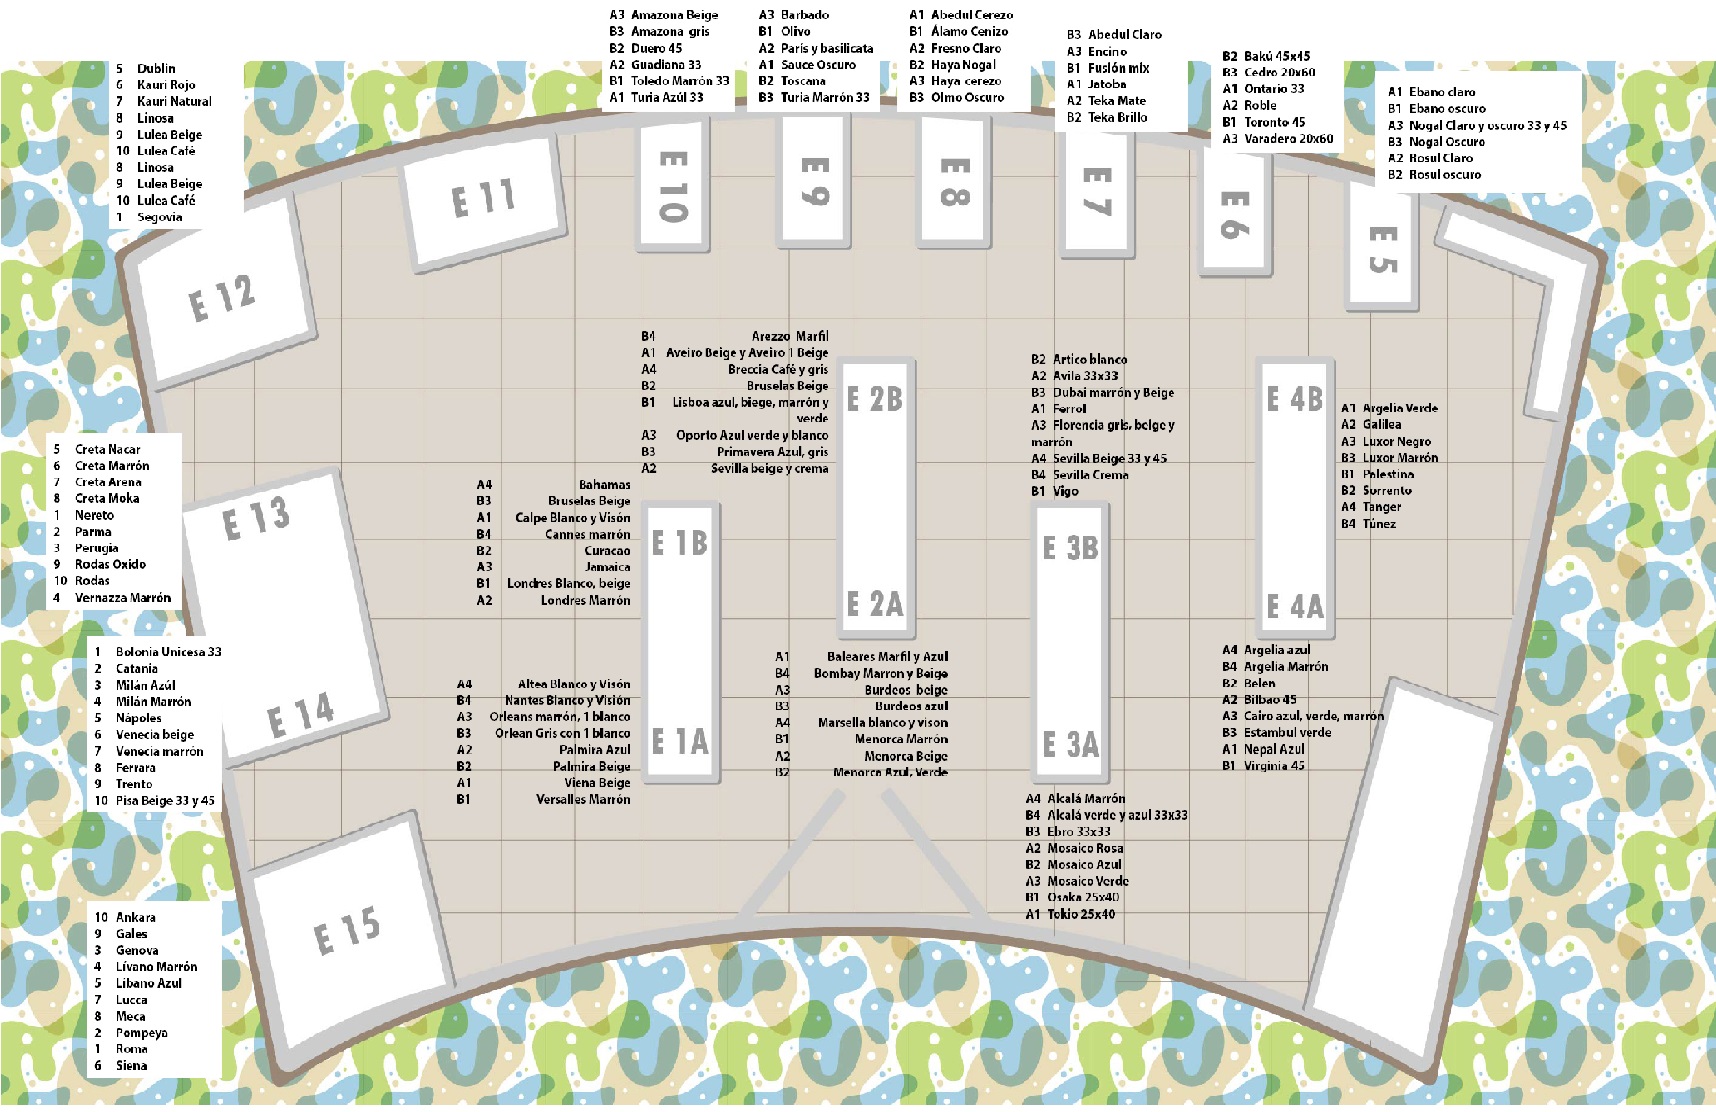 A3 Amazona Beige
B3 Amazona gris
B2 Duero 45
A2 Guadiana 33
B1 Toledo Marrón 33
A1 Turia Azúl 33
A3 Barbado
B1 Olivo
A2 París y basilicata
A1 Sauce Oscuro
B2 Toscana
B3 Turia Marrón 33
A1 Abedul Cerezo
B1 Álamo Cenizo
A2 Fresno Claro
B2 Haya Nogal
A3 Haya cerezo
B3 Olmo Oscuro
B3 Abedul Claro
A3 Encino
B1 Fusión mix
A1 Jatoba
A2 Teka Mate
B2 Teka Brillo
B2 Bakú 45x45
B3 Cedro 20x60
A1 Ontario 33
A2 Roble
B1 Toronto 45
A3 Varadero 20x60
A1 Ebano claro
B1 Ebano oscuro
A3 Nogal Claro y oscuro 33 y 45
B3 Nogal Oscuro
A2 Rosul Claro
B2 Rosul oscuro
5 Dublin
6 Kauri Rojo
7 Kauri Natural
8 Linosa
9 Lulea Beige
10 Lulea Café
8 Linosa
9 Lulea Beige
10 Lulea Café
1 Segovia
E 12
E 11
E 10
E 9
E 8
E 7
E 6
E 5
B4 Arezzo Marfil
A1 Aveiro Beige y Aveiro 1 Beige
A4 Breccia Café y gris
B2 Bruselas Beige
B1 Lisboa azul, biege, marrón y
verde
A3 Oporto Azul verde y blanco
B3 Primavera Azul, gris
A2 Sevilla beige y crema
E 2B
E 2A
B2 Artico blanco
A2 Avila 33x33
B3 Dubai marrón y Beige
A1 Ferrol
A3 Florencia gris, beige y
marrón
A4 Sevilla Beige 33 y 45
B4 Sevilla Crema
B1 Vigo
E 4B
E 4A
A1 Argelia Verde
A2 Galilea
A3 Luxor Negro
B3 Luxor Marrón
B1 Palestina
B2 Sorrento
A4 Tanger
B4 Túnez
5 Creta Nacar
6 Creta Marrón
7 Creta Arena
8 Creta Moka
1 Nereto
2 Parma
3 Perugia
9 Rodas Oxido
10 Rodas
4 Vernazza Marrón
E 13
E 14
A4 Bahamas
B3 Bruselas Beige
A1 Calpe Blanco y Visón
B4 Cannes marrón
B2 Curacao
A3 Jamaica
B1 Londres Blanco, beige
A2 Londres Marrón
E 1B
E 1A
E 3B
E 3A
1 Bolonia Unicesa 33
2 Catania
3 Milán Azúl
4 Milán Marrón
5 Nápoles
6 Venecia beige
7 Venecia marrón
8 Ferrara
9 Trento
10 Pisa Beige 33 y 45
A4 Altea Blanco y Visón
B4 Nantes Blanco y Visión
A3 Orleans marrón, 1 blanco
B3 Orlean Gris con 1 blanco
A2 Palmira Azul
B2 Palmira Beige
A1 Viena Beige
B1 Versalles Marrón
A1 Baleares Marfil y Azul
B4 Bombay Marron y Beige
A3 Burdeos beige
B3 Burdeos azul
A4 Marsella blanco y vison
B1 Menorca Marrón
A2 Menorca Beige
B2 Menorca Azul, Verde
A4 Argelia azul
B4 Argelia Marrón
B2 Belen
A2 Bilbao 45
A3 Cairo azul, verde, marrón
B3 Estambul verde
A1 Nepal Azul
B1 Virginia 45
A4 Alcalá Marrón
B4 Alcalá verde y azul 33x33
B3 Ebro 33x33
A2 Mosaico Rosa
B2 Mosaico Azul
A3 Mosaico Verde
B1 Osaka 25x40
A1 Tokio 25x40
E 15
10 Ankara
9 Gales
3 Genova
4 Lívano Marrón
5 Líbano Azul
7 Lucca
8 Meca
2 Pompeya
1 Roma
6 Siena